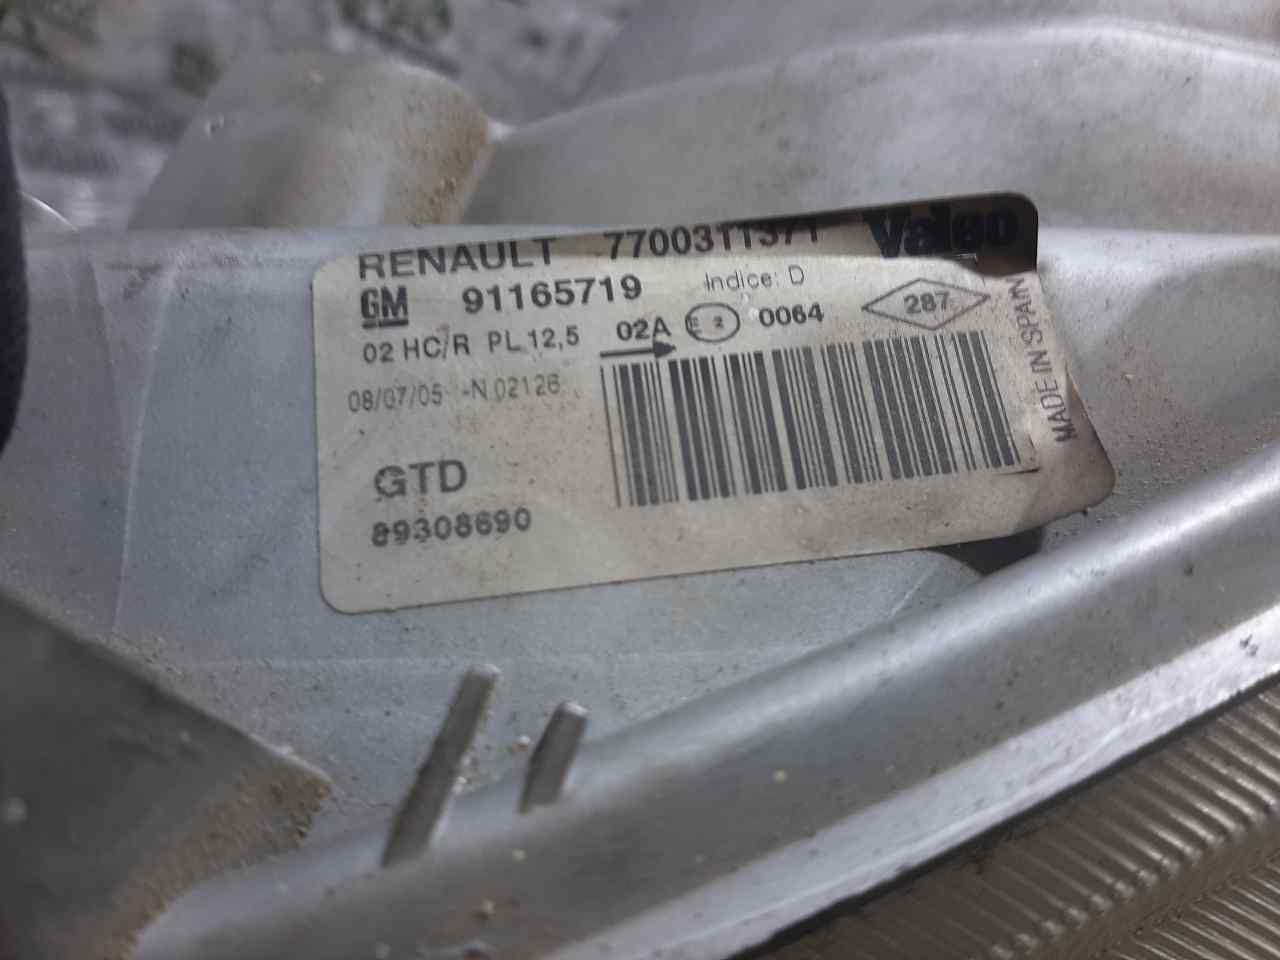 RENAULT 7700311371 Valeo
GM 91165719 Indice: D
02 HC/R PL 12,5 02A E 2 0064 287
08/07/05 -N 02126
GTD
89308690
MADE IN SPAIN